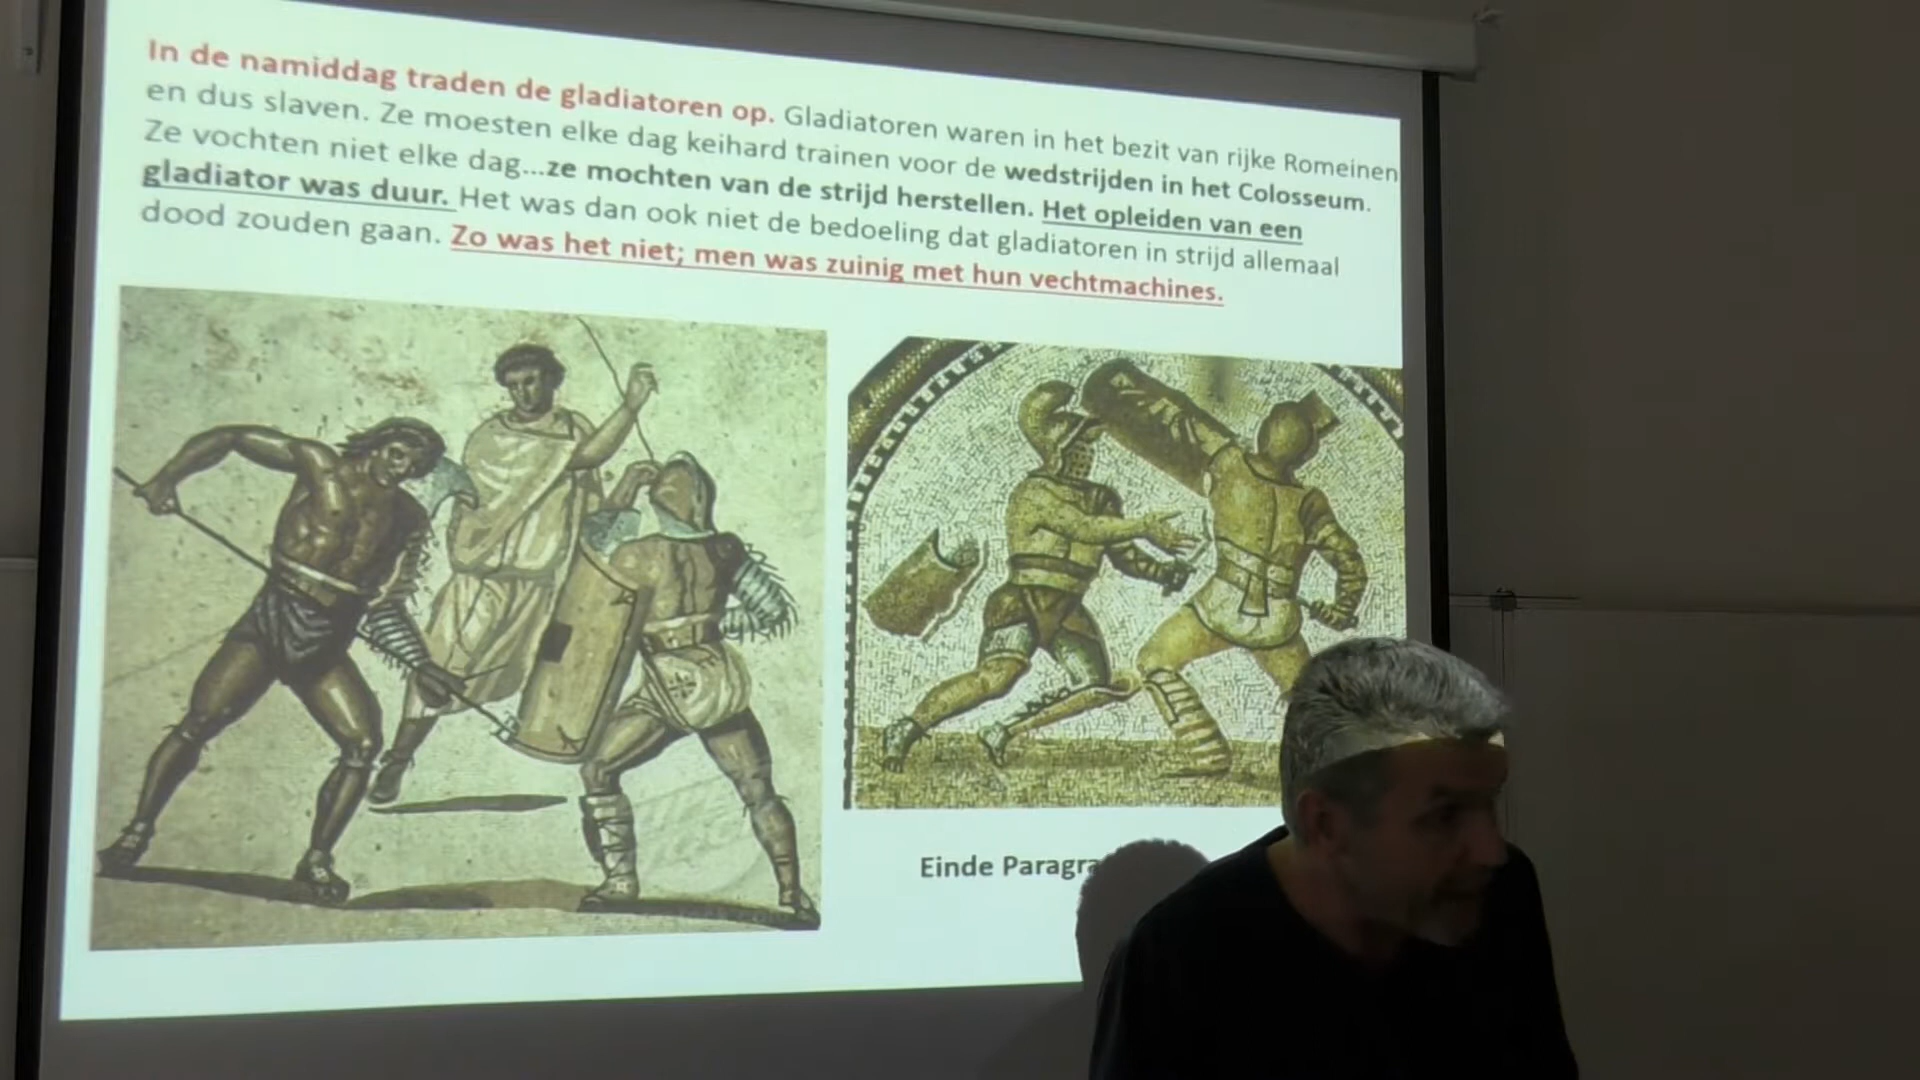 In de namiddag traden de gladiatoren op. Gladiatoren waren in het bezit van rijke Romeinen
en dus slaven. Ze moesten elke dag keihard trainen voor de wedstrijden in het Colosseum.
Ze vochten niet elke dag...ze mochten van de strijd herstellen. Het opleiden van een
gladiator was duur. Het was dan ook niet de bedoeling dat gladiatoren in strijd allemaal
dood zouden gaan. Zo was het niet; men was zuinig met hun vechtmachines.
Einde